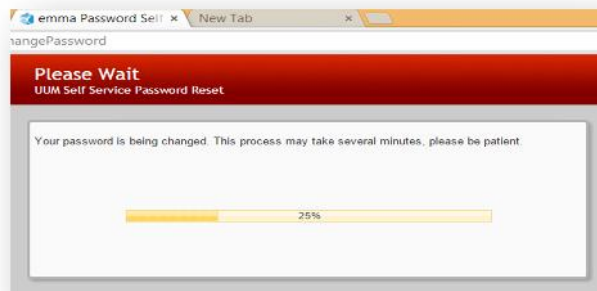 emma Password Self
New Tab
hangePassword
Please Wait
UUM Self Service Password Reset
Your password is being changed. This process may take several minutes, please be patient.
25%